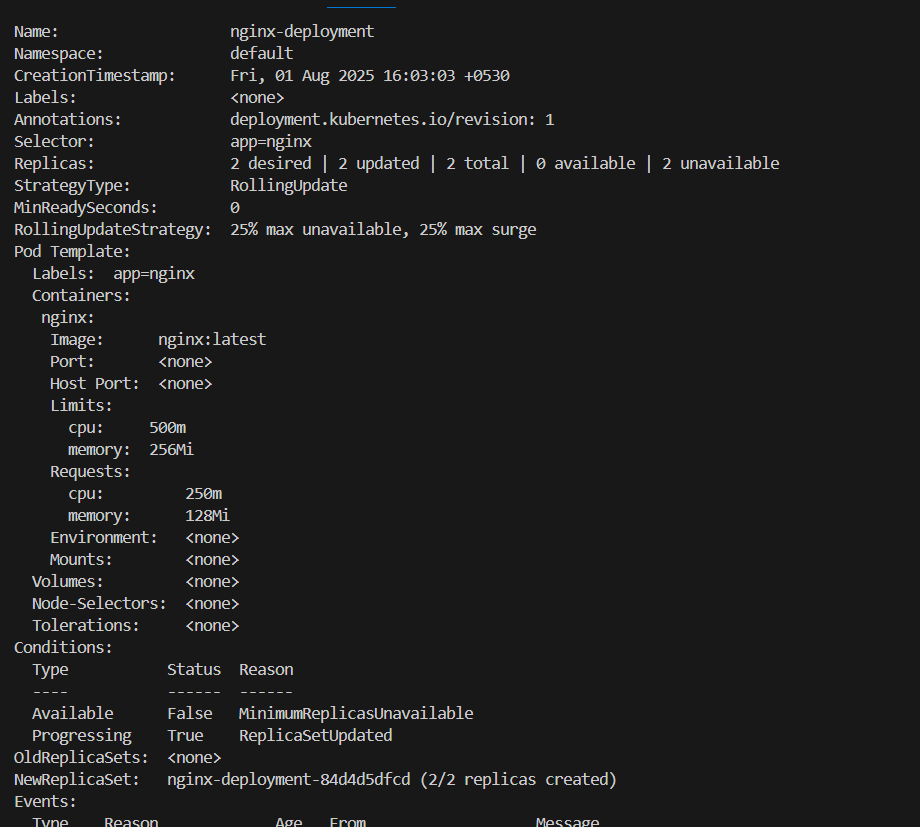 Name:                   nginx-deployment
Namespace:              default
CreationTimestamp:      Fri, 01 Aug 2025 16:03:03 +0530
Labels:                 <none>
Annotations:            deployment.kubernetes.io/revision: 1
Selector:               app=nginx
Replicas:               2 desired | 2 updated | 2 total | 0 available | 2 unavailable
StrategyType:           RollingUpdate
MinReadySeconds:        0
RollingUpdateStrategy:  25% max unavailable, 25% max surge
Pod Template:
  Labels:  app=nginx
  Containers:
   nginx:
    Image:      nginx:latest
    Port:       <none>
    Host Port:  <none>
    Limits:
      cpu:     500m
      memory:  256Mi
    Requests:
      cpu:         250m
      memory:      128Mi
    Environment:   <none>
    Mounts:        <none>
  Volumes:         <none>
  Node-Selectors:  <none>
  Tolerations:     <none>
Conditions:
  Type           Status  Reason
  ----           ------  ------
  Available      False   MinimumReplicasUnavailable
  Progressing    True    ReplicaSetUpdated
OldReplicaSets:  <none>
NewReplicaSet:   nginx-deployment-84d4d5dfcd (2/2 replicas created)
Events:
  Type    Reason             Age   From                   Message